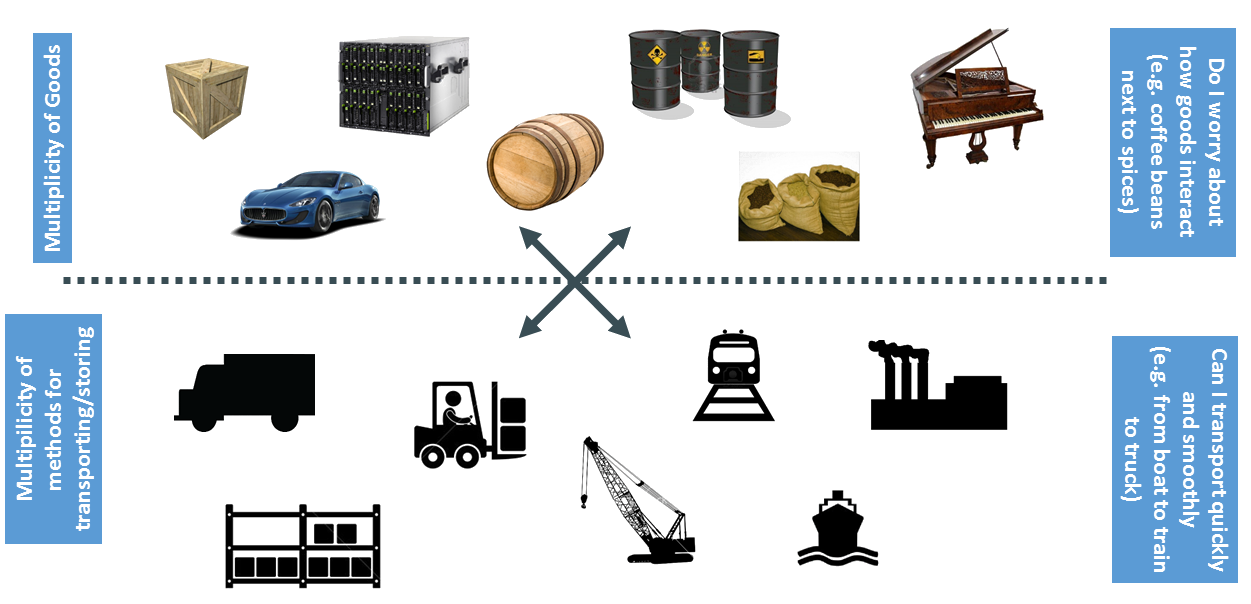 Multiplicity of Goods
Do I worry about
how goods interact
(e.g. coffee beans
next to spices)
Multipilicity of
methods for
transporting/storing
Can I transport quickly
and smoothly
(e.g. from boat to train
to truck)